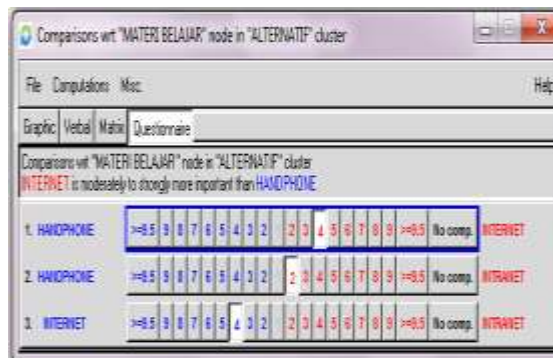 Comparisons wrt "MATERI BELAJAR" node in "ALTERNATIF" cluster
File Computations Misc. Help
Graphic Verbal Matrix Questionnaire
Comparisons wrt "MATERI BELAJAR" node in "ALTERNATIF" cluster
INTERNET is moderately to strongly more important than HANDPHONE
1. HANDPHONE >=9.5 9 8 7 6 5 4 3 2 2 3 4 5 6 7 8 9 >=9.5 No comp. INTERNET
2. HANDPHONE >=9.5 9 8 7 6 5 4 3 2 2 3 4 5 6 7 8 9 >=9.5 No comp. INTRANET
3. INTERNET >=9.5 9 8 7 6 5 4 3 2 2 3 4 5 6 7 8 9 >=9.5 No comp. INTRANET